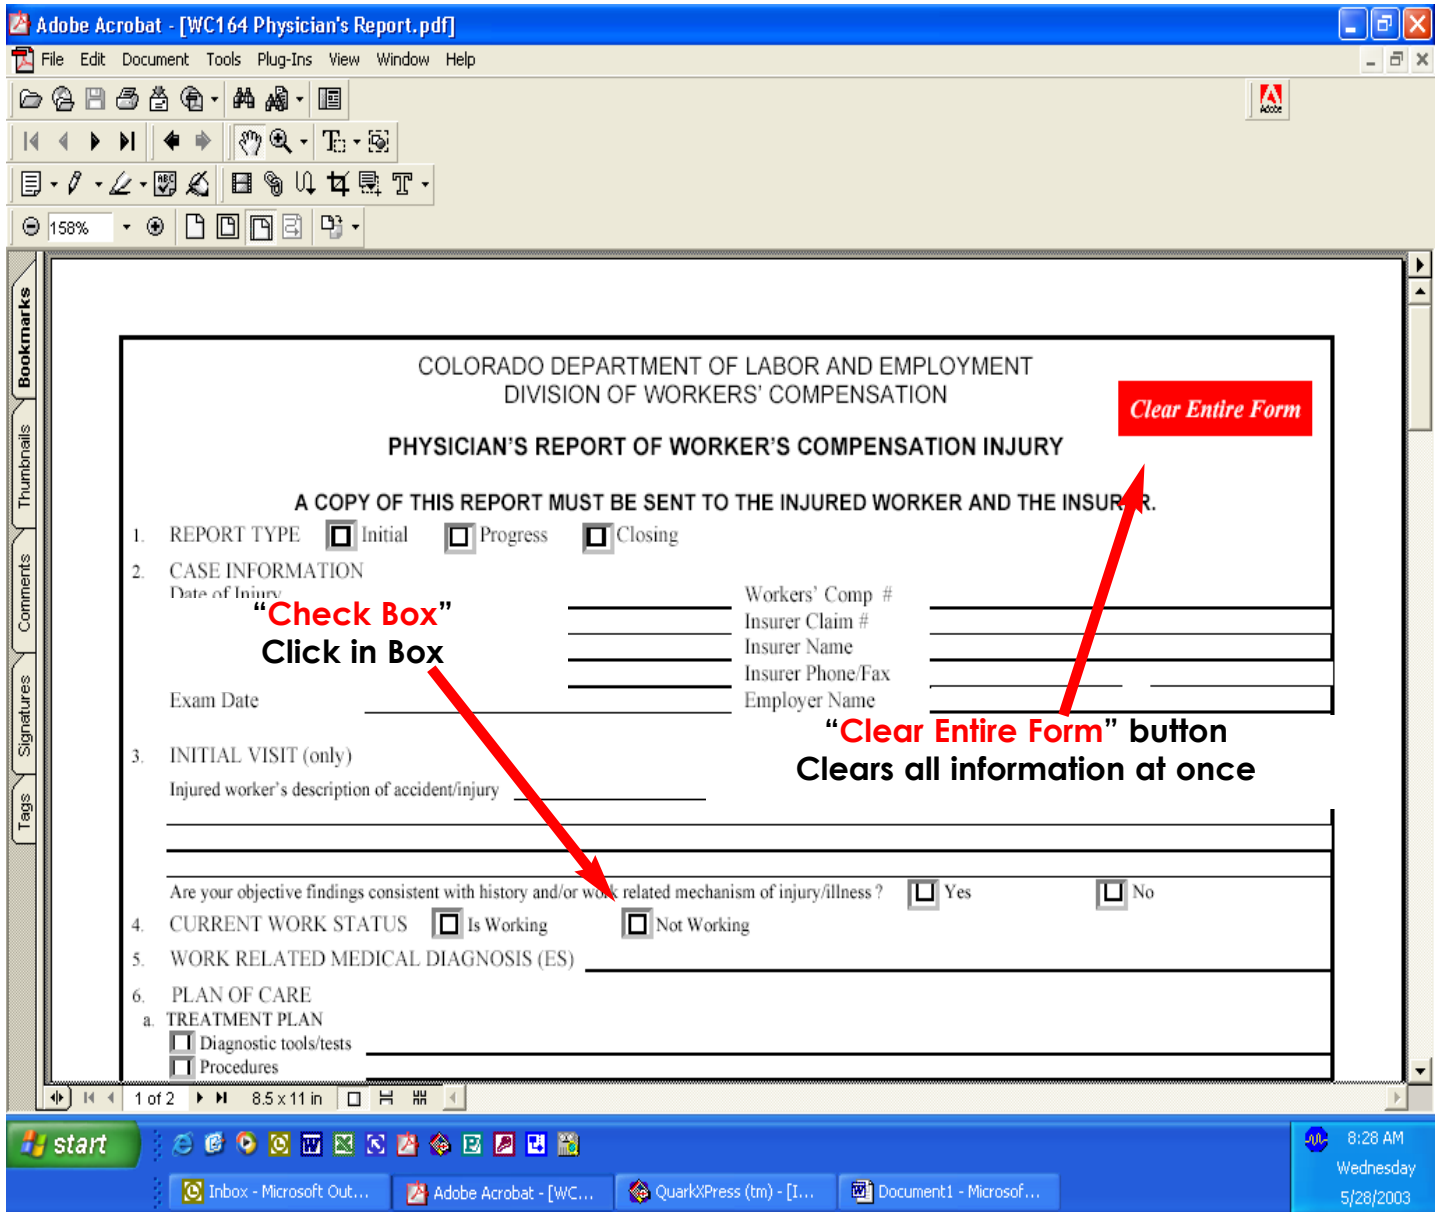 Adobe Acrobat - [WC164 Physician's Report.pdf]
File Edit Document Tools Plug-Ins View Window Help
Adobe
158%
Bookmarks
Thumbnails
Comments
Signatures
Tags
COLORADO DEPARTMENT OF LABOR AND EMPLOYMENT
DIVISION OF WORKERS' COMPENSATION
Clear Entire Form
PHYSICIAN'S REPORT OF WORKER'S COMPENSATION INJURY
A COPY OF THIS REPORT MUST BE SENT TO THE INJURED WORKER AND THE INSURER.
1. REPORT TYPE Initial Progress Closing
2. CASE INFORMATION
Date of Injury Workers' Comp #
"Check Box"
Click in Box
Insurer Claim #
Insurer Name
Insurer Phone/Fax
Exam Date Employer Name
"Clear Entire Form" button
Clears all information at once
3. INITIAL VISIT (only)
Injured worker's description of accident/injury
Are your objective findings consistent with history and/or work related mechanism of injury/illness ? Yes No
4. CURRENT WORK STATUS Is Working Not Working
5. WORK RELATED MEDICAL DIAGNOSIS (ES)
6. PLAN OF CARE
a. TREATMENT PLAN
Diagnostic tools/tests
Procedures
1 of 2 8.5 x 11 in
start
8:28 AM
Wednesday
5/28/2003
Inbox - Microsoft Out... Adobe Acrobat - [WC... QuarkXPress (tm) - [I... Document1 - Microsof...